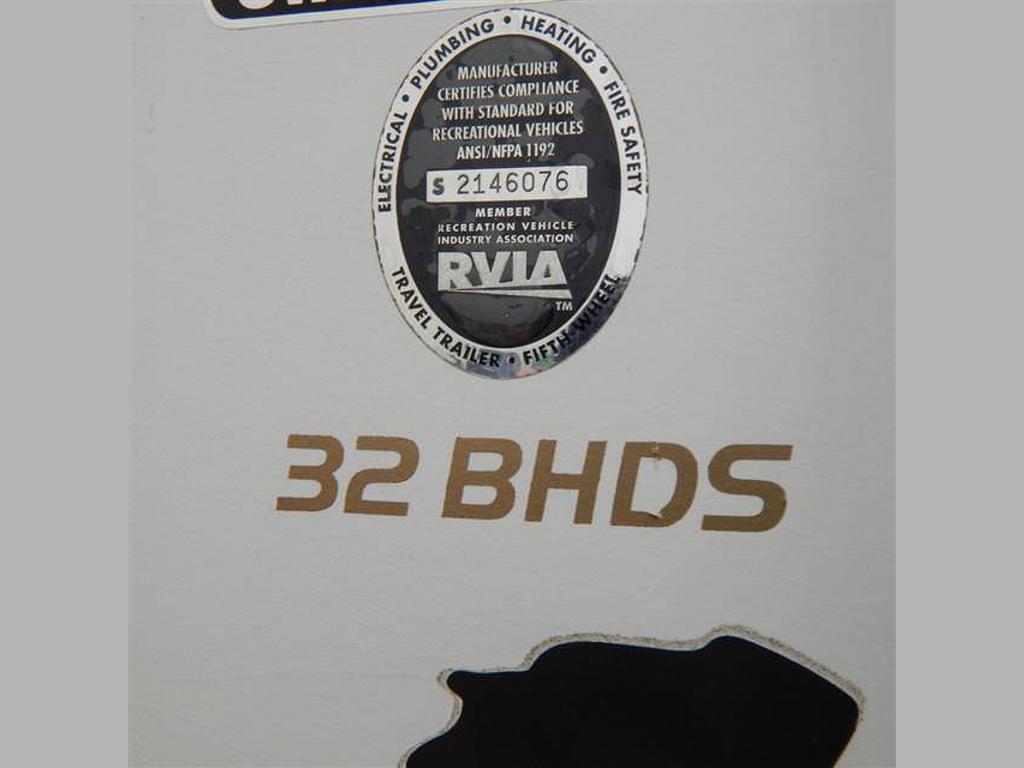 ELECTRICAL • PLUMBING • HEATING • FIRE SAFETY
MANUFACTURER
CERTIFIES COMPLIANCE
WITH STANDARD FOR
RECREATIONAL VEHICLES
ANSI/NFPA 1192
S 2146076
MEMBER
RECREATION VEHICLE
INDUSTRY ASSOCIATION
RVIA
TM
TRAVEL TRAILER • FIFTH-WHEEL
32 BHDS